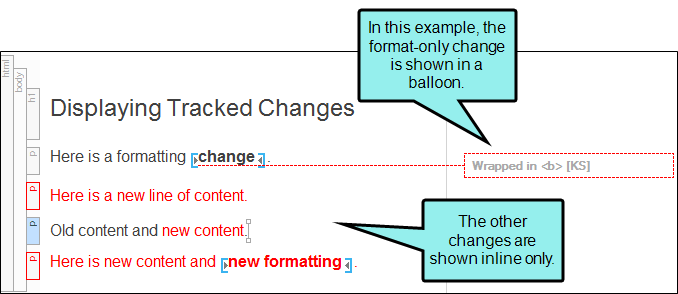 In this example, the
format-only change
is shown in a
balloon.
html
body
h1
Displaying Tracked Changes
p
Here is a formatting change.
Wrapped in <b> [KS]
p
Here is a new line of content.
p
Old content and new content.
The other
changes are
shown inline only.
p
Here is new content and new formatting.